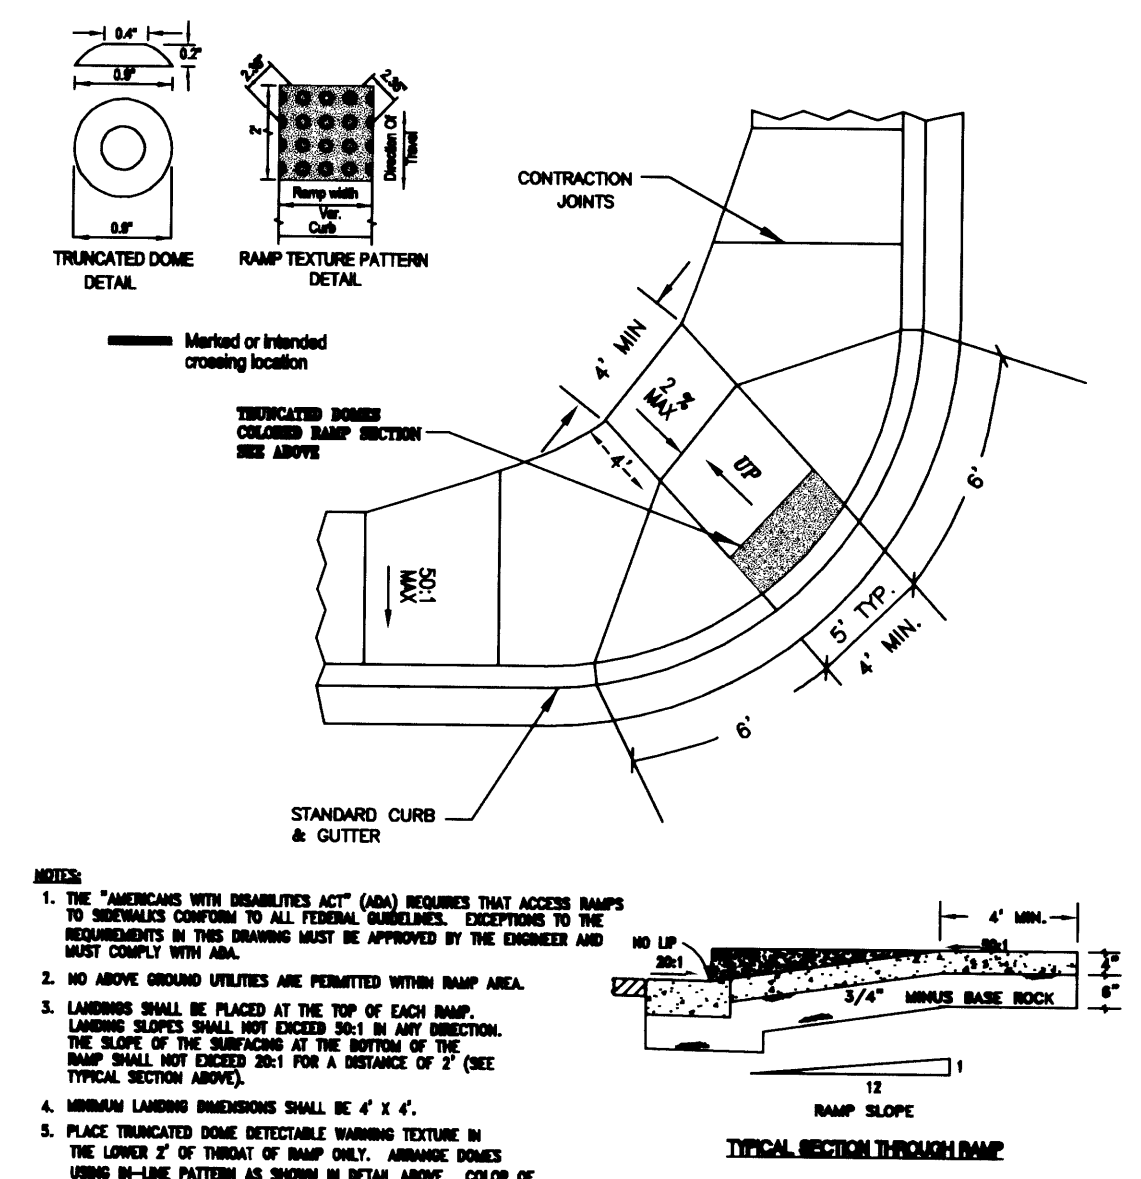 0.4"
0.2"
0.9"
0.9"
TRUNCATED DOME
DETAIL
2.35"
2.35"
2'
Direction Of
Travel
Ramp width
Var.
Curb
RAMP TEXTURE PATTERN
DETAIL
Marked or intended
crossing location
TRUNCATED DOMES
COLORED RAMP SECTION
SEE ABOVE
CONTRACTION
JOINTS
4' MIN
2 %
MAX
4'
UP
6'
50:1
MAX
5' TYP.
4' MIN.
6'
STANDARD CURB
& GUTTER
NOTES:
1. THE "AMERICANS WITH DISABILITIES ACT" (ADA) REQUIRES THAT ACCESS RAMPS
TO SIDEWALKS CONFORM TO ALL FEDERAL GUIDELINES. EXCEPTIONS TO THE
REQUIREMENTS IN THIS DRAWING MUST BE APPROVED BY THE ENGINEER AND
MUST COMPLY WITH ADA.
2. NO ABOVE GROUND UTILITIES ARE PERMITTED WITHIN RAMP AREA.
3. LANDINGS SHALL BE PLACED AT THE TOP OF EACH RAMP.
LANDING SLOPES SHALL NOT EXCEED 50:1 IN ANY DIRECTION.
THE SLOPE OF THE SURFACING AT THE BOTTOM OF THE
RAMP SHALL NOT EXCEED 20:1 FOR A DISTANCE OF 2' (SEE
TYPICAL SECTION ABOVE).
4. MINIMUM LANDING DIMENSIONS SHALL BE 4' X 4'.
5. PLACE TRUNCATED DOME DETECTABLE WARNING TEXTURE IN
THE LOWER 2' OF THROAT OF RAMP ONLY. ARRANGE DOMES
USING IN-LINE PATTERN AS SHOWN IN DETAIL ABOVE. COLOR OF
NO LIP
20:1
4' MIN.
50:1
6"
3/4" MINUS BASE ROCK
1
12
RAMP SLOPE
TYPICAL SECTION THROUGH RAMP